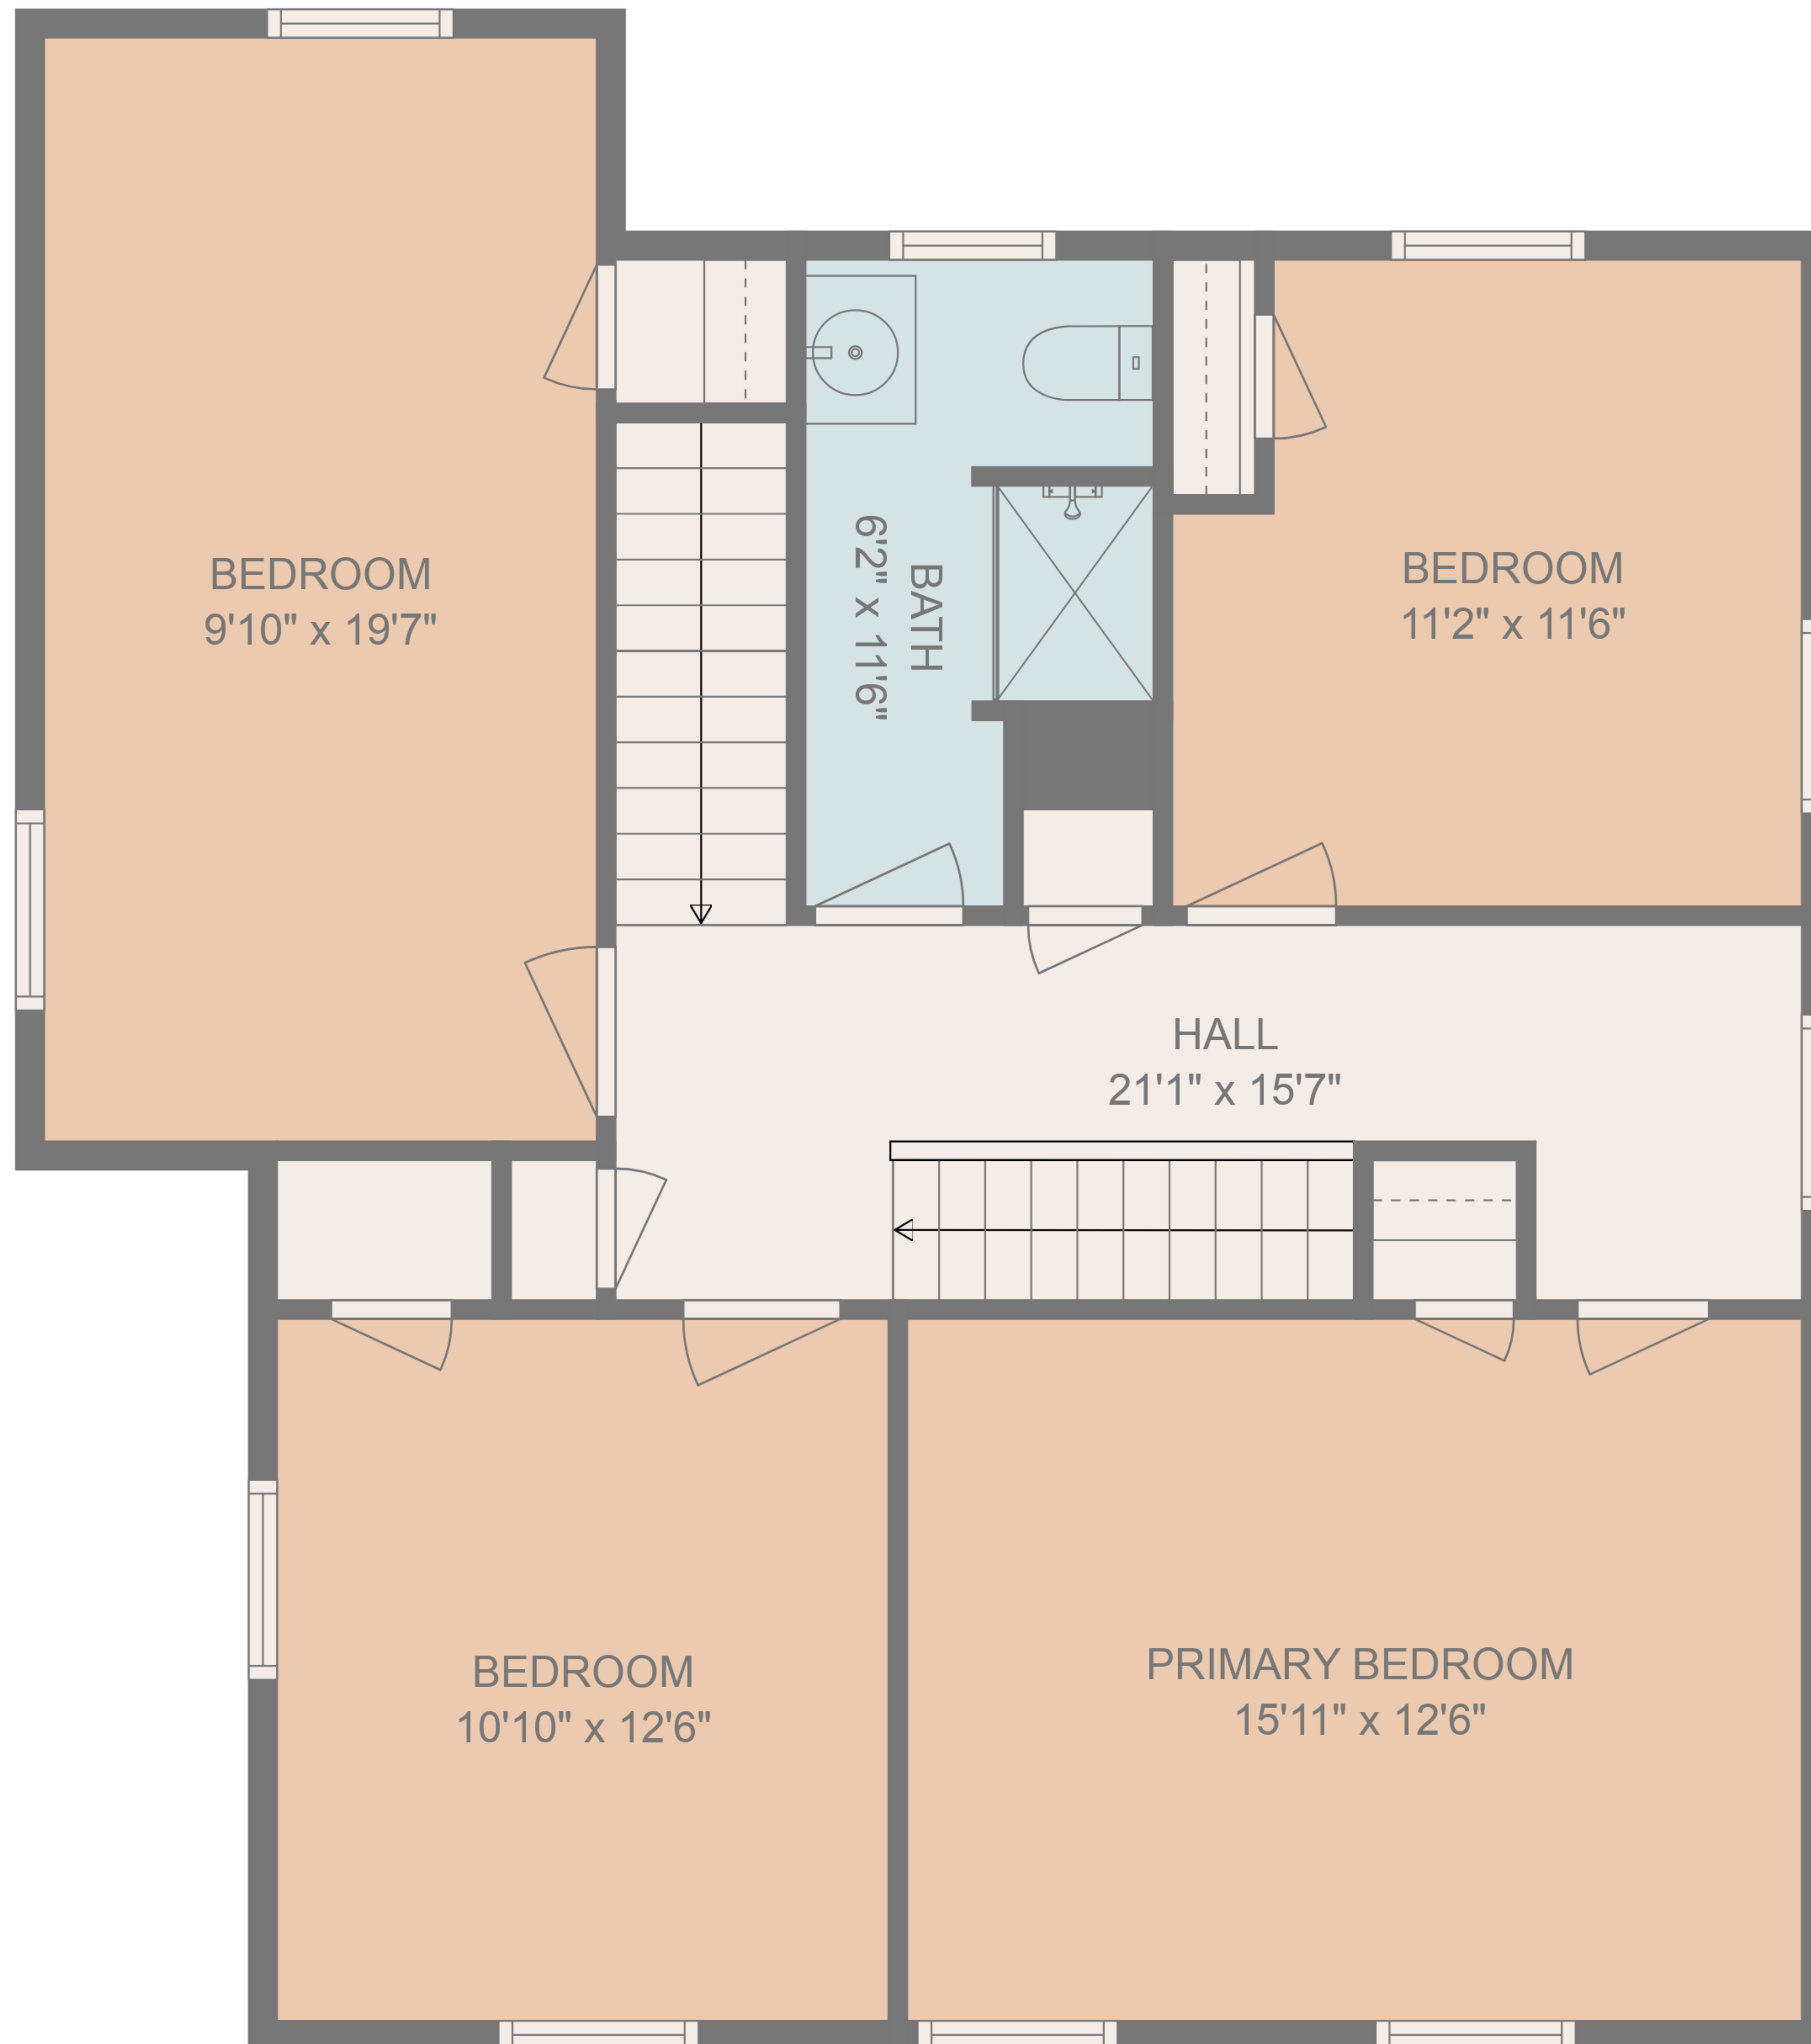 BEDROOM
9'10" x 19'7"
BATH
6'2" x 11'6"
BEDROOM
11'2" x 11'6"
HALL
21'1" x 15'7"
BEDROOM
10'10" x 12'6"
PRIMARY BEDROOM
15'11" x 12'6"